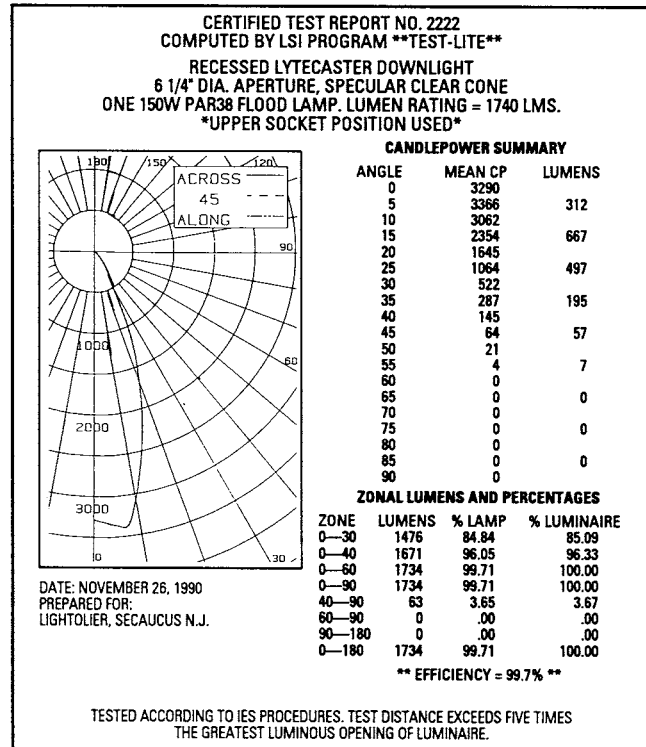 CERTIFIED TEST REPORT NO. 2222
COMPUTED BY LSI PROGRAM **TEST-LITE**
RECESSED LYTECASTER DOWNLIGHT
6 1/4" DIA. APERTURE, SPECULAR CLEAR CONE
ONE 150W PAR38 FLOOD LAMP. LUMEN RATING = 1740 LMS.
*UPPER SOCKET POSITION USED*
180 150 120
ACROSS
45
ALONG
90
1000
60
2000
3000
0 30
DATE: NOVEMBER 26, 1990
PREPARED FOR:
LIGHTOLIER, SECAUCUS N.J.
CANDLEPOWER SUMMARY
ANGLE MEAN CP LUMENS
0 3290
5 3366 312
10 3062
15 2354 667
20 1645
25 1064 497
30 522
35 287 195
40 145
45 64 57
50 21
55 4 7
60 0
65 0 0
70 0
75 0 0
80 0
85 0 0
90 0
ZONAL LUMENS AND PERCENTAGES
ZONE LUMENS % LAMP % LUMINAIRE
0—30 1476 84.84 85.09
0—40 1671 96.05 96.33
0—60 1734 99.71 100.00
0—90 1734 99.71 100.00
40—90 63 3.65 3.67
60—90 0 .00 .00
90—180 0 .00 .00
0—180 1734 99.71 100.00
** EFFICIENCY = 99.7% **
TESTED ACCORDING TO IES PROCEDURES. TEST DISTANCE EXCEEDS FIVE TIMES
THE GREATEST LUMINOUS OPENING OF LUMINAIRE.